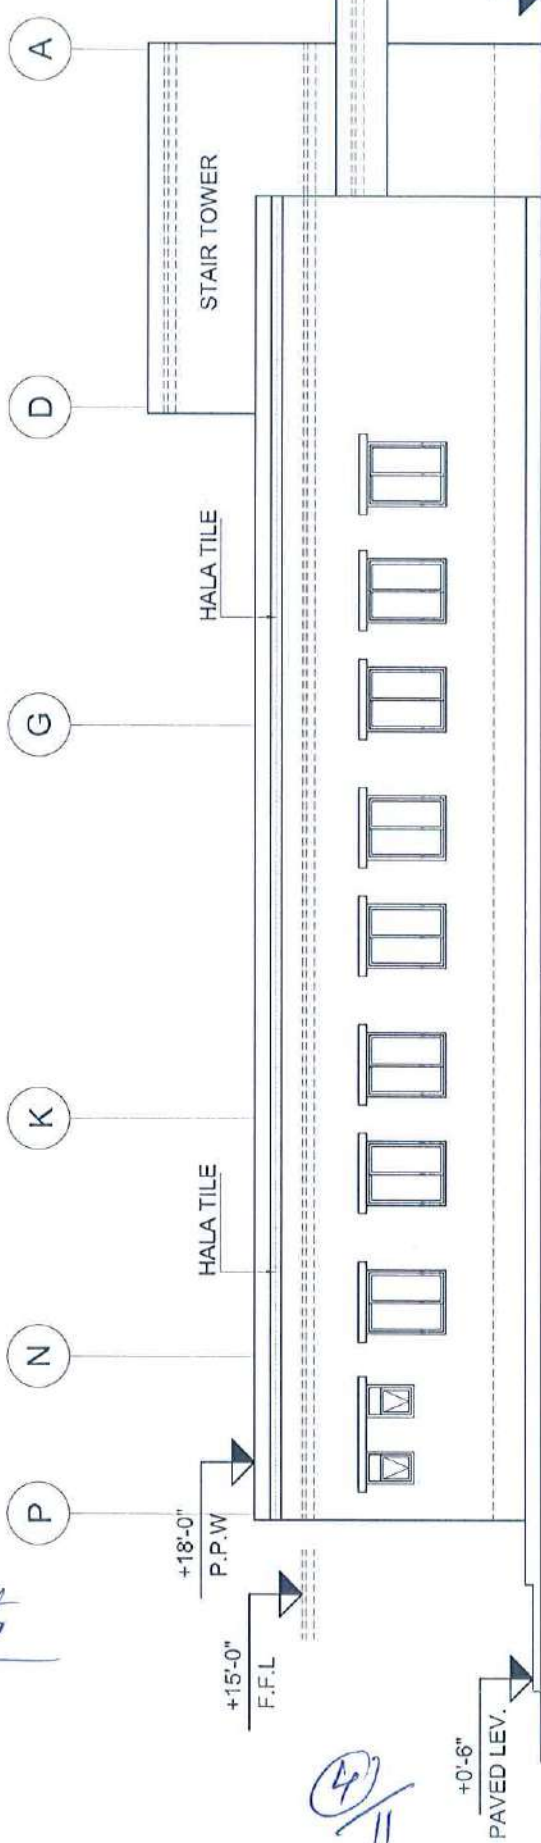 P
N
K
G
D
A
+18'-0"
P.P.W
HALA TILE
HALA TILE
STAIR TOWER
+15'-0"
F.F.L
+0'-6"
PAVED LEV.
4/11